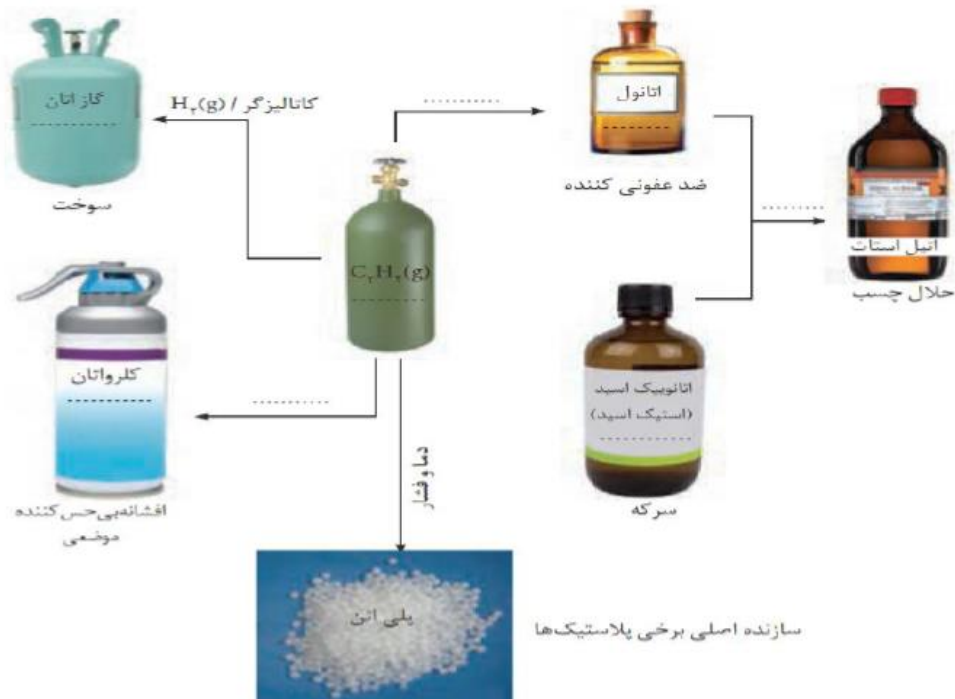 گاز اتان
---------
سوخت
H₂(g) / کاتالیزگر
..........
اتانول
---------
ضد عفونی کننده
C₂H₄(g)
---------
..........
اتیل استات
حلال چسب
کلرواتان
---------
افشانه بی حس کننده
موضعی
..........
دما و فشار
اتانوییک اسید
(استیک اسید)
---------
سرکه
پلی اتن
سازنده اصلی برخی پلاستیک‌ها